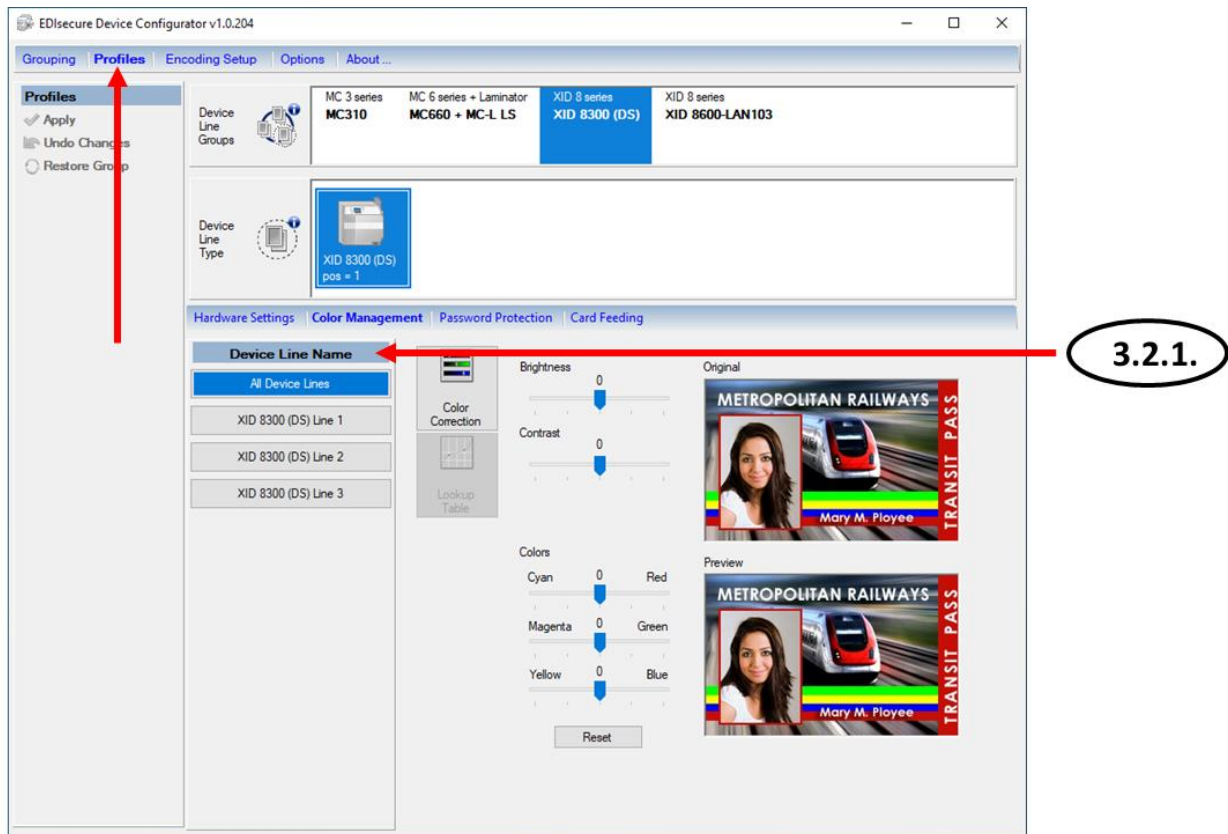 EDIsecure Device Configurator v1.0.204
Grouping Profiles Encoding Setup Options About ...
Profiles
Apply
Undo Changes
Restore Group
Device
Line
Groups
MC 3 series
MC310
MC 6 series + Laminator
MC660 + MC-L LS
XID 8 series
XID 8300 (DS)
XID 8 series
XID 8600-LAN103
Device
Line
Type
XID 8300 (DS)
pos = 1
Hardware Settings Color Management Password Protection Card Feeding
Device Line Name
All Device Lines
XID 8300 (DS) Line 1
XID 8300 (DS) Line 2
XID 8300 (DS) Line 3
Color
Correction
Lookup
Table
Brightness
0
Contrast
0
Colors
Cyan 0 Red
Magenta 0 Green
Yellow 0 Blue
Reset
Original
METROPOLITAN RAILWAYS
TRANSIT PASS
Mary M. Ployee
Preview
METROPOLITAN RAILWAYS
TRANSIT PASS
Mary M. Ployee
3.2.1.